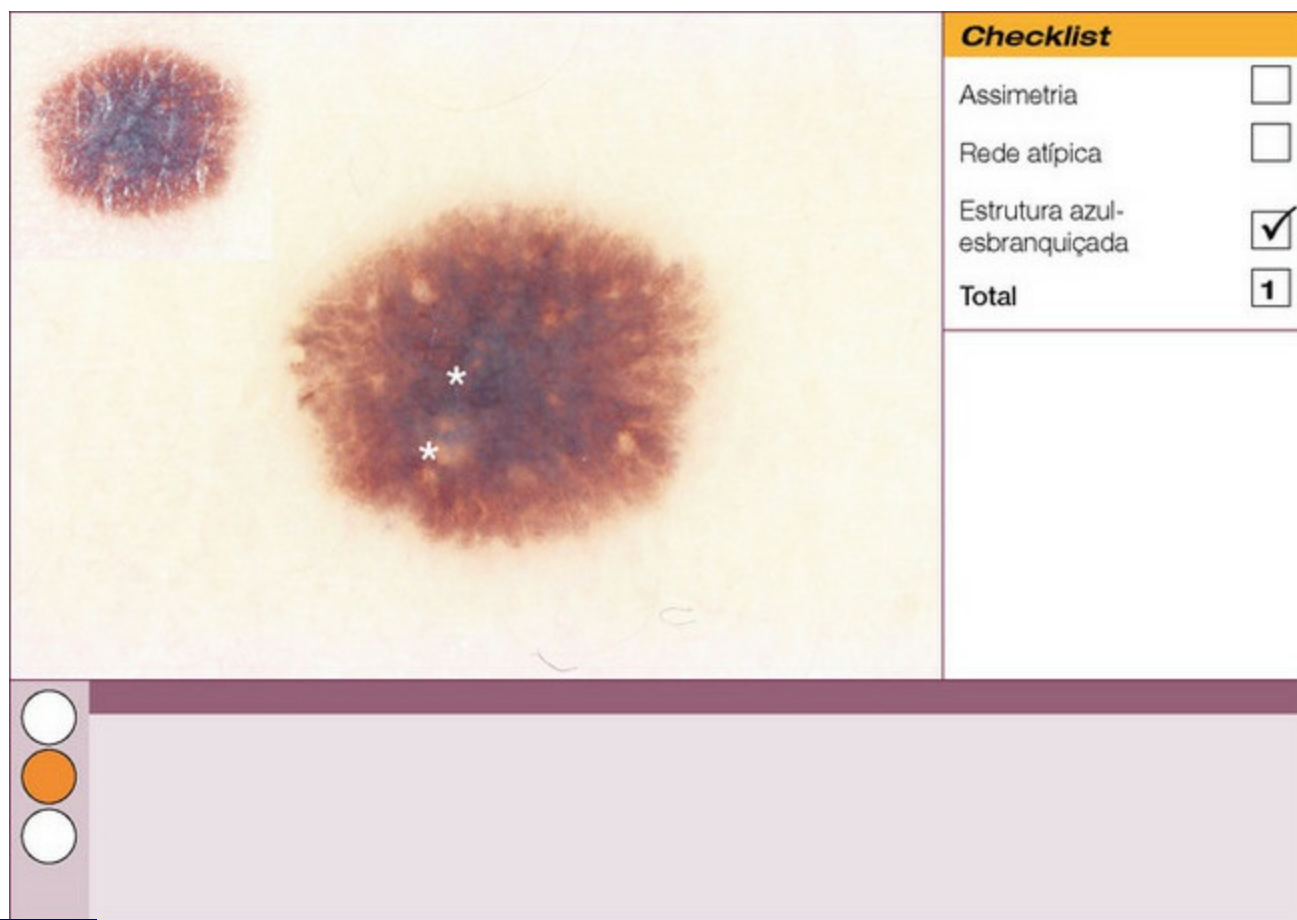 Checklist
Assimetria
Rede atípica
Estrutura azul-
esbranquiçada
Total 1
*
*